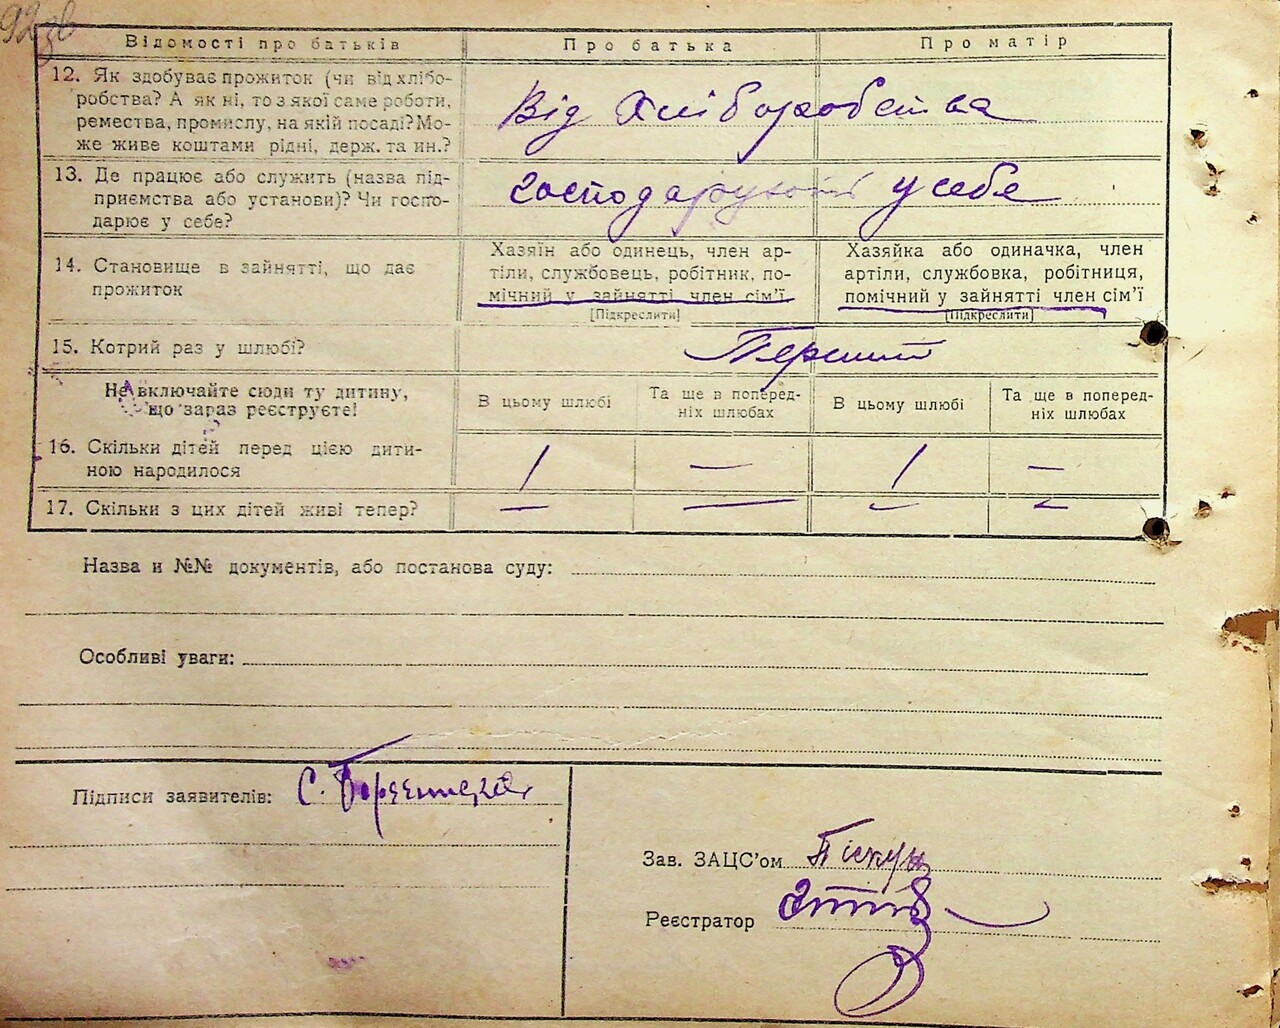 92 зв
Відомості про батьків Про батька Про матір
12. Як здобуває прожиток (чи від хлібо-
робства? А як ні, то з якої саме роботи,
ремества, промислу, на якій посаді? Мо-
же живе коштами рідні, держ. та ин.?
Від Хліборобства
13. Де працює або служить (назва під-
приємства або установи)? Чи госпо-
дарює у себе?
господарують у себе
14. Становище в зайнятті, що дає
прожиток
Хазяїн або одинець, член ар-
тіли, службовець, робітник, по-
мічний у зайнятті член сім'ї
[Підкреслити]
Хазяйка або одиначка, член
артіли, службовка, робітниця,
помічний у зайнятті член сім'ї
[Підкреслити]
15. Котрий раз у шлюбі? Перший
Не включайте сюди ту дитину,
що зараз реєструєте!
В цьому шлюбі
Та ще в поперед-
ніх шлюбах
В цьому шлюбі
Та ще в поперед-
ніх шлюбах
16. Скільки дітей перед цією дити-
ною народилося
1 — 1 —
17. Скільки з цих дітей живі тепер? — — — —
Назва и №№ документів, або постанова суду:
Особливі уваги:
Підписи заявителів: С.
Зав. ЗАЦС'ом Піскун
Реєстратор